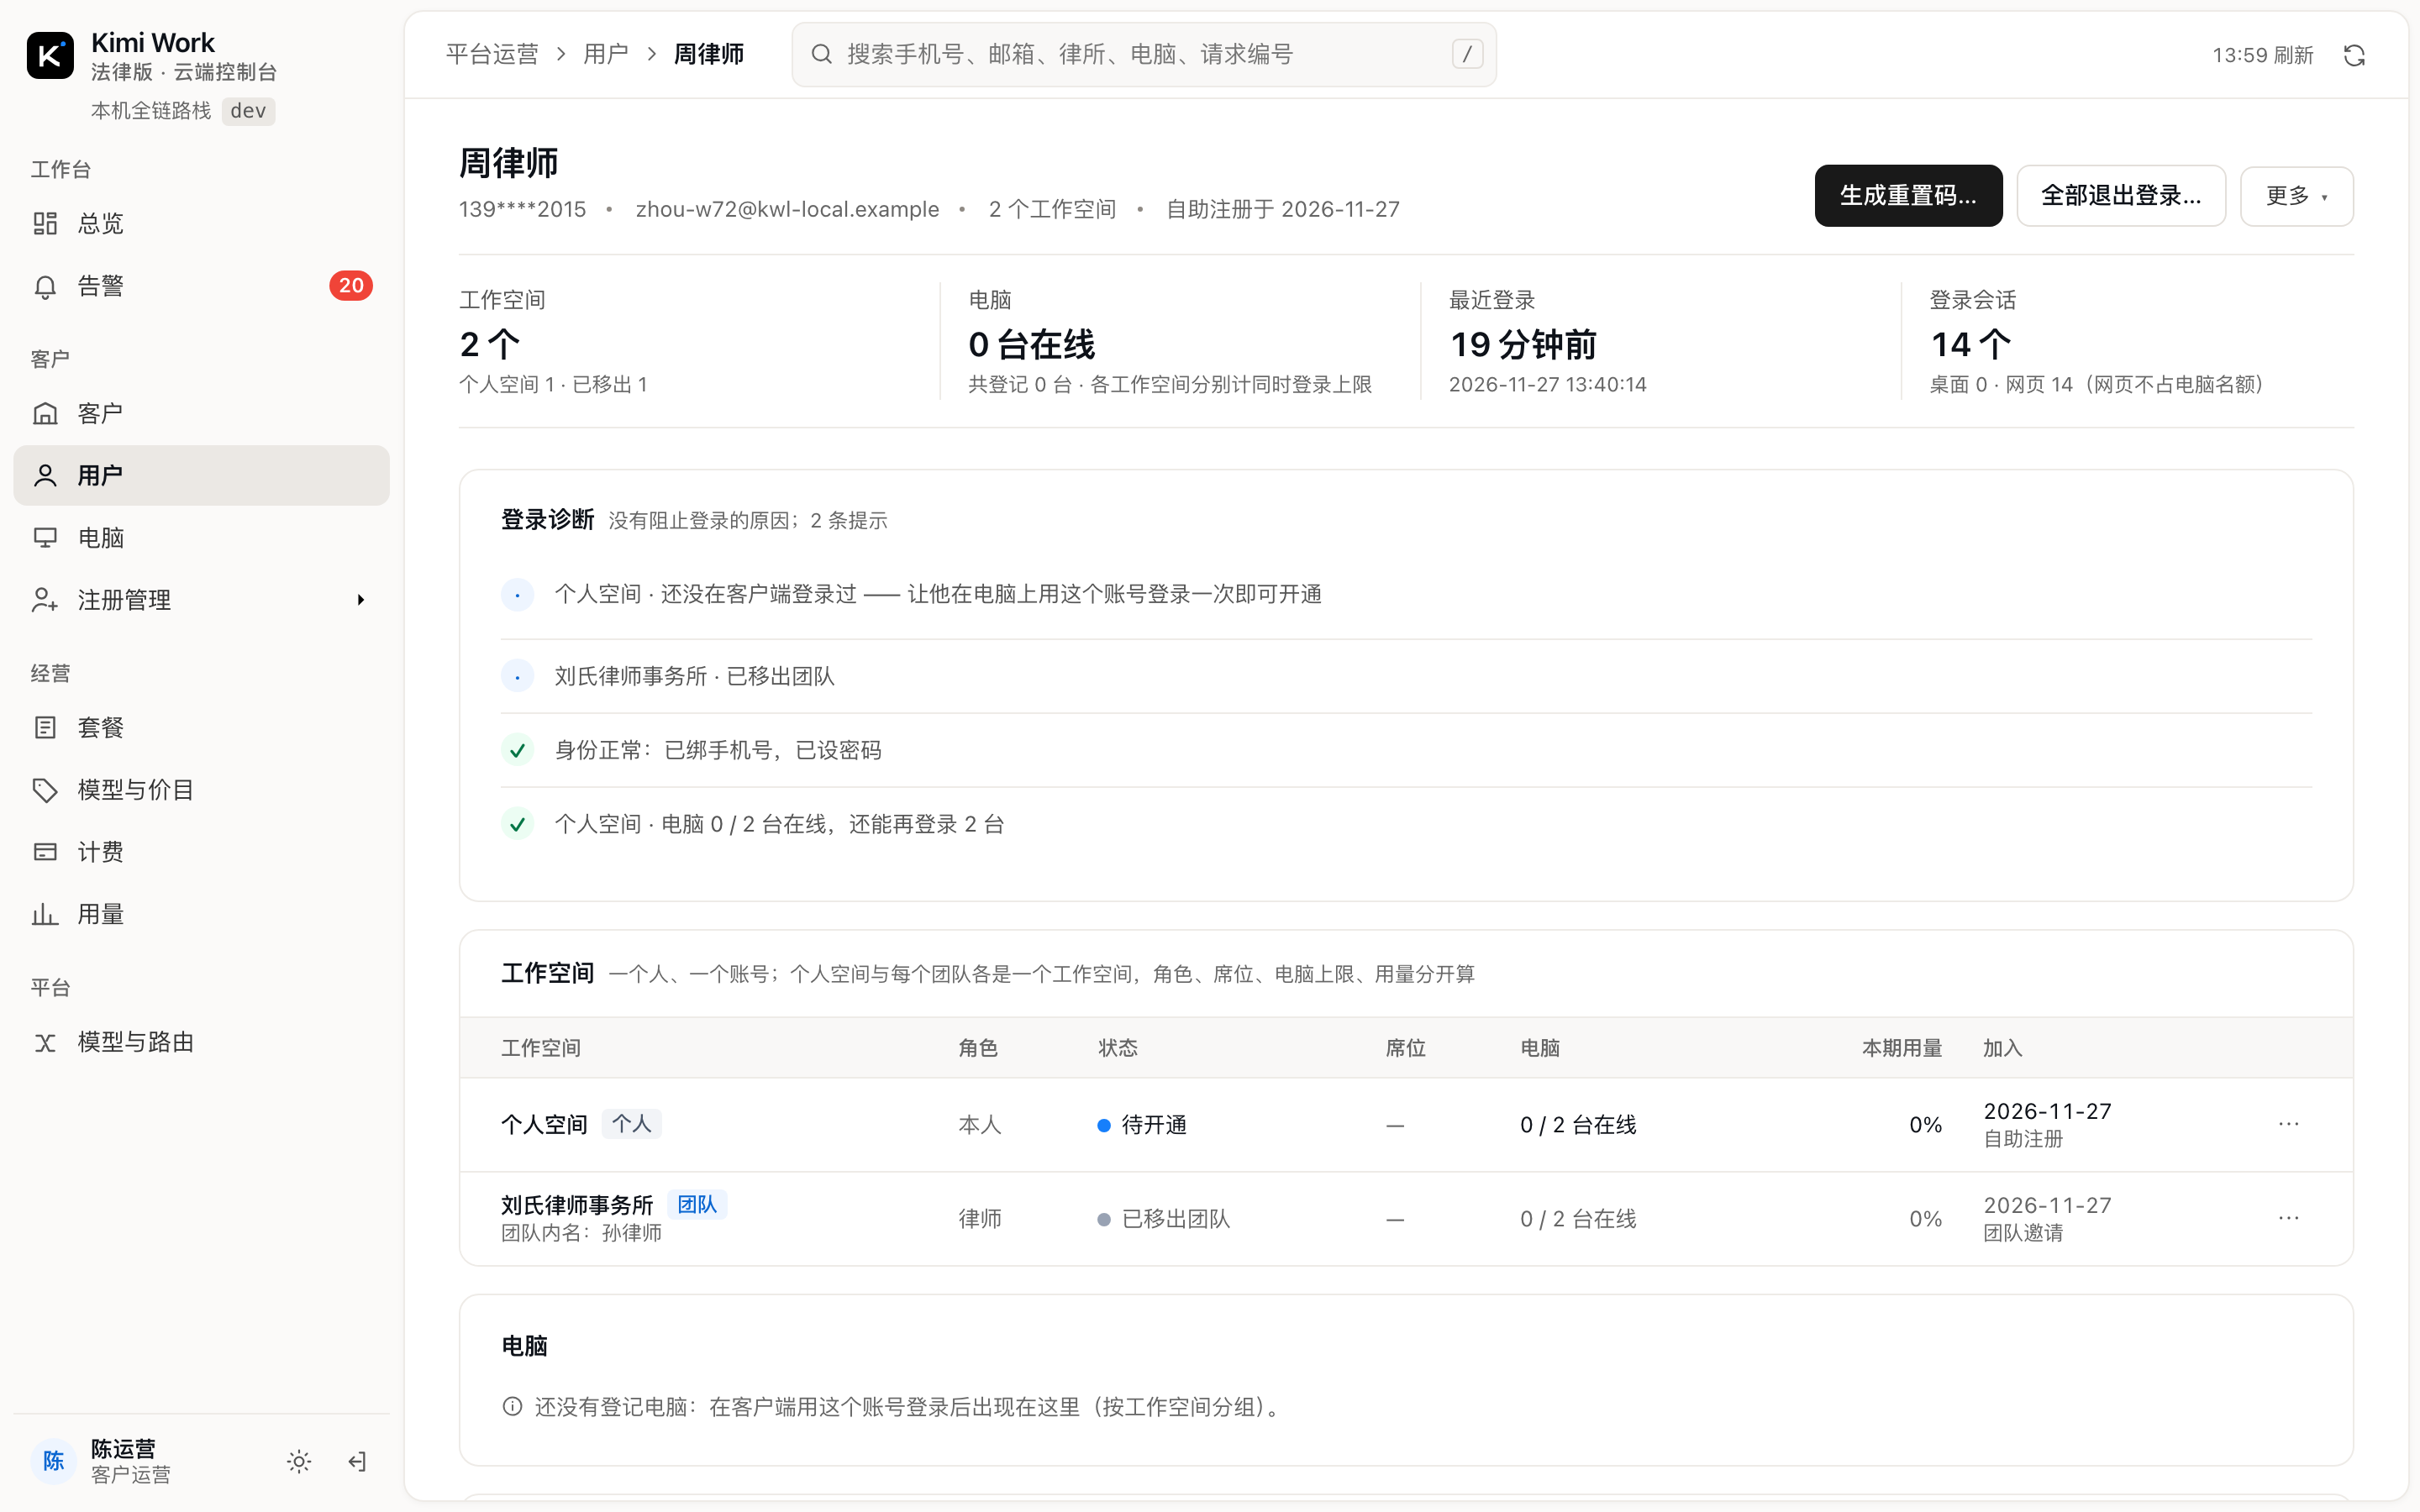 Kimi Work
法律版 · 云端控制台
本机全链路栈 dev
工作台
总览
告警 20
客户
客户
用户
电脑
注册管理
经营
套餐
模型与价目
计费
用量
平台
模型与路由
陈 陈运营
客户运营
平台运营 > 用户 > 周律师
搜索手机号、邮箱、律所、电脑、请求编号 /
13:59 刷新
周律师
139****2015 • zhou-w72@kwl-local.example • 2 个工作空间 • 自助注册于 2026-11-27
生成重置码… 全部退出登录… 更多
工作空间
2 个
个人空间 1 · 已移出 1
电脑
0 台在线
共登记 0 台 · 各工作空间分别计同时登录上限
最近登录
19 分钟前
2026-11-27 13:40:14
登录会话
14 个
桌面 0 · 网页 14（网页不占电脑名额）
登录诊断 没有阻止登录的原因；2 条提示
个人空间 · 还没在客户端登录过 —— 让他在电脑上用这个账号登录一次即可开通
刘氏律师事务所 · 已移出团队
身份正常：已绑手机号，已设密码
个人空间 · 电脑 0 / 2 台在线，还能再登录 2 台
工作空间 一个人、一个账号；个人空间与每个团队各是一个工作空间，角色、席位、电脑上限、用量分开算
工作空间 角色 状态 席位 电脑 本期用量 加入
个人空间 个人 本人 待开通 — 0 / 2 台在线 0% 2026-11-27
自助注册
刘氏律师事务所 团队 律师 已移出团队 — 0 / 2 台在线 0% 2026-11-27
团队内名：孙律师 团队邀请
电脑
还没有登记电脑：在客户端用这个账号登录后出现在这里（按工作空间分组）。